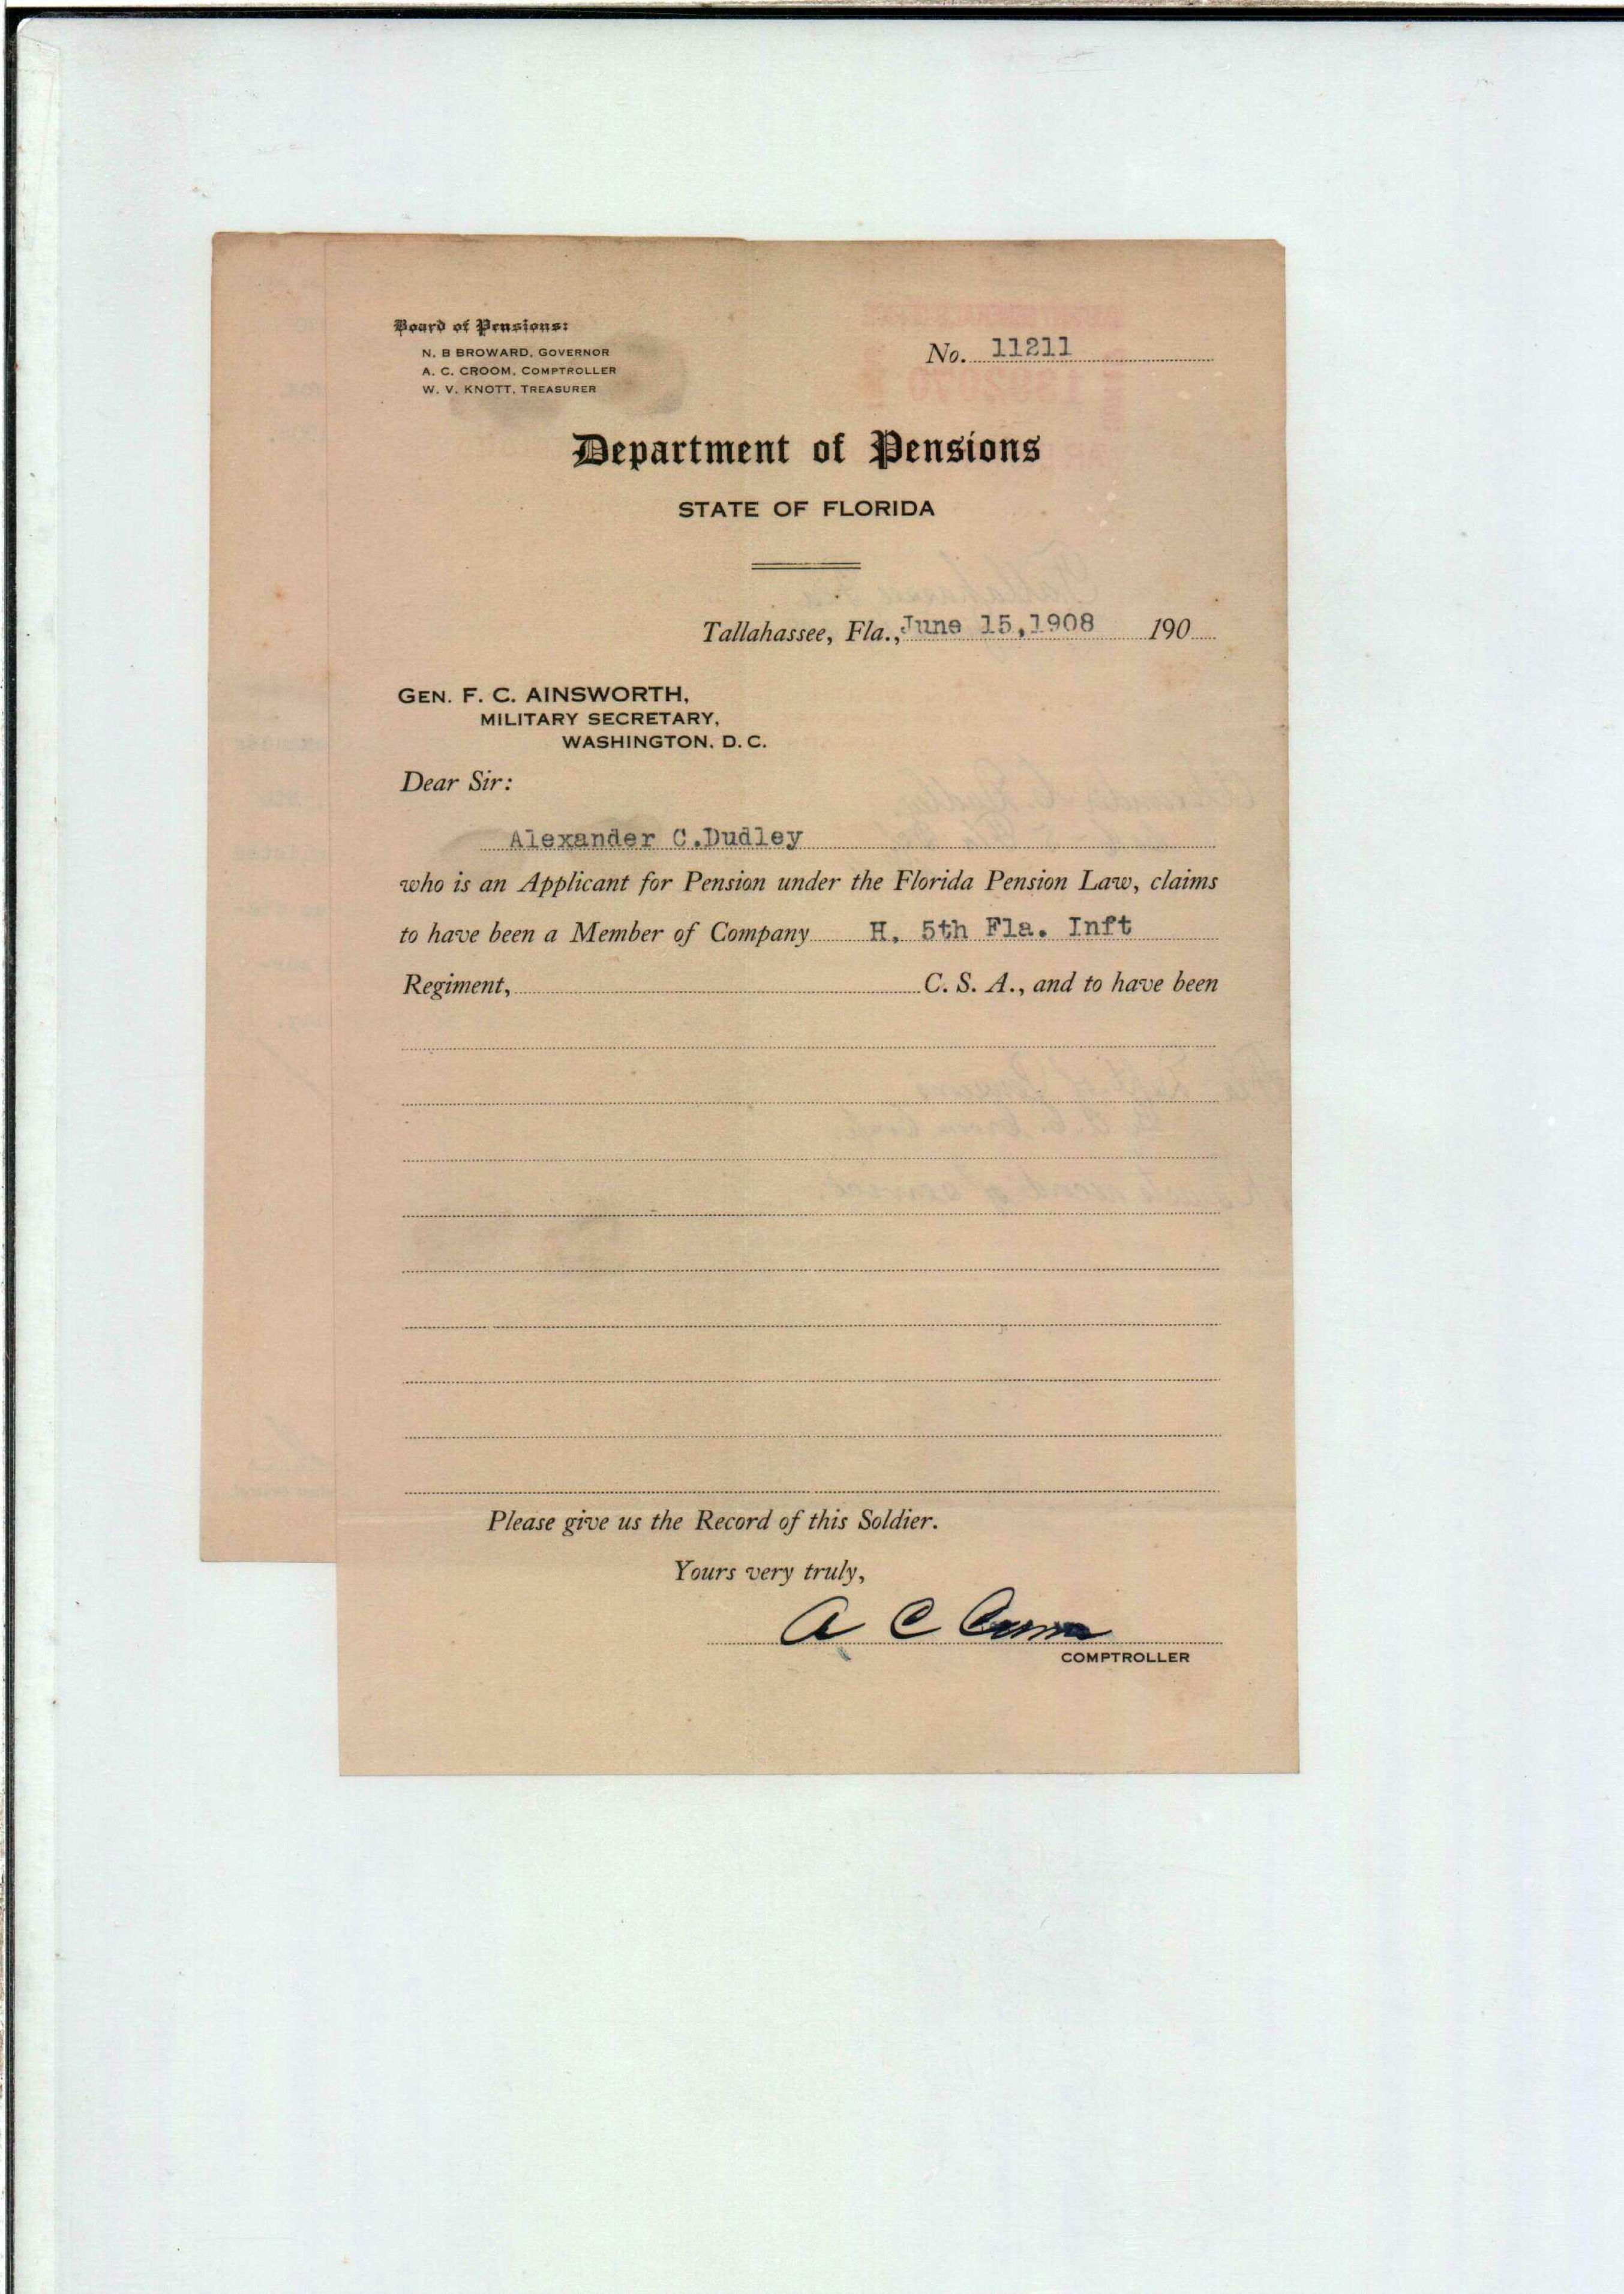 Board of Pensions:
N. B BROWARD, GOVERNOR
A. C. CROOM, COMPTROLLER
W. V. KNOTT, TREASURER
No. 11211
Department of Pensions
STATE OF FLORIDA
Tallahassee, Fla., June 15,1908 190
GEN. F. C. AINSWORTH,
MILITARY SECRETARY,
WASHINGTON, D. C.
Dear Sir:
Alexander C.Dudley
who is an Applicant for Pension under the Florida Pension Law, claims
to have been a Member of Company H, 5th Fla. Inft
Regiment, C. S. A., and to have been
Please give us the Record of this Soldier.
Yours very truly,
A C Croom
COMPTROLLER